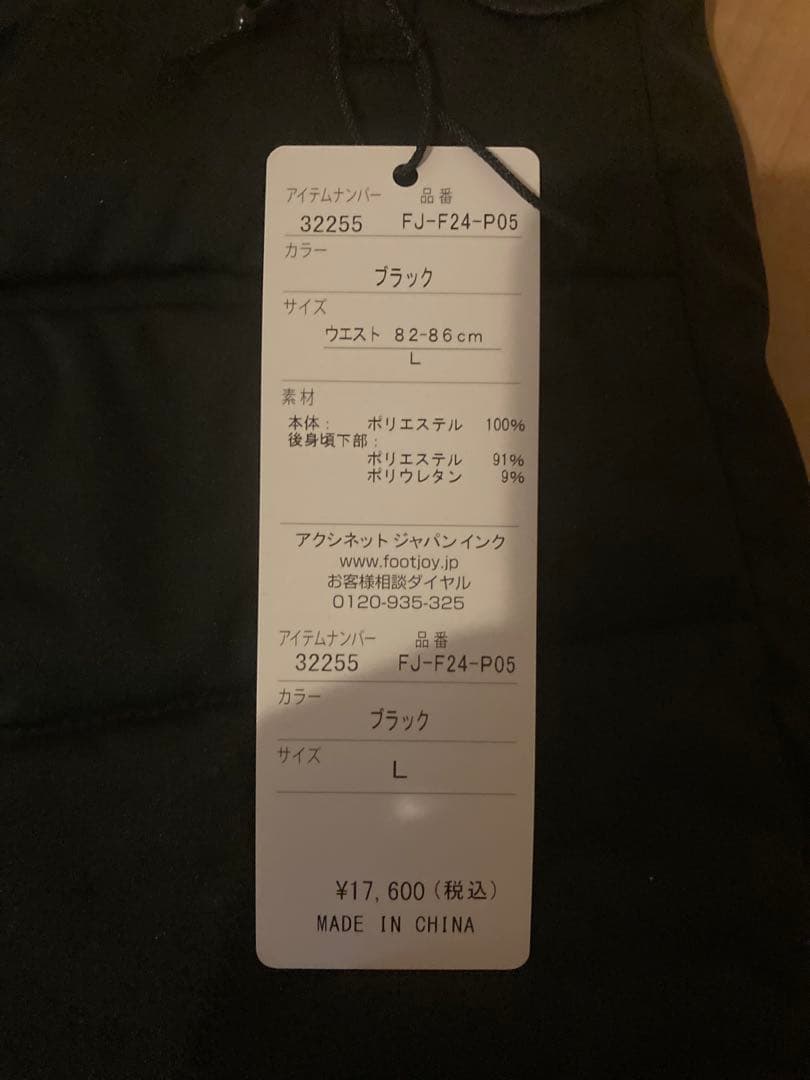 アイテムナンバー 品番
32255 FJ-F24-P05
カラー
ブラック
サイズ
ウエスト 82-86cm
L
素材
本体： ポリエステル 100%
後身頃下部：
ポリエステル 91%
ポリウレタン 9%
アクシネット ジャパン インク
www.footjoy.jp
お客様相談ダイヤル
0120-935-325
アイテムナンバー 品番
32255 FJ-F24-P05
カラー
ブラック
サイズ
L
¥17,600(税込)
MADE IN CHINA